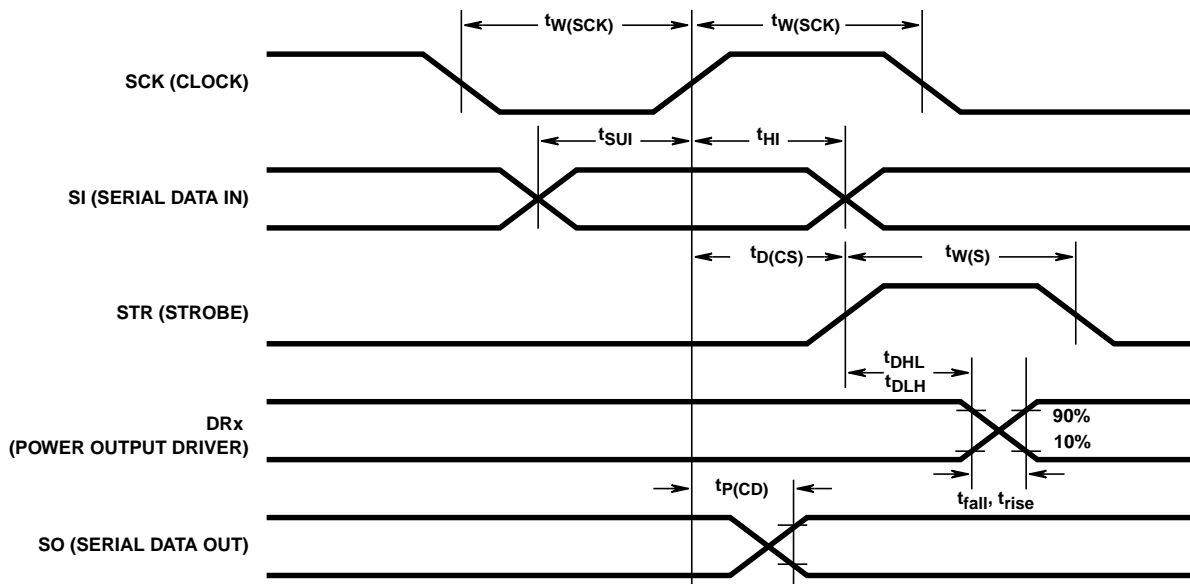 tW(SCK) tW(SCK)
SCK (CLOCK)
tSUI tHI
SI (SERIAL DATA IN)
tD(CS) tW(S)
STR (STROBE)
tDHL
tDLH
DRx
(POWER OUTPUT DRIVER)
90%
10%
tP(CD)
tfall, trise
SO (SERIAL DATA OUT)